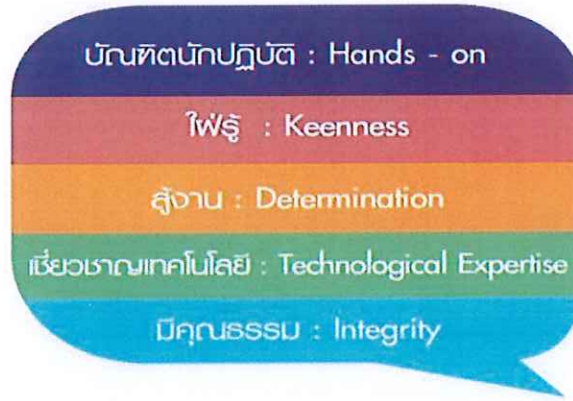 บัณฑิตนักปฏิบัติ : Hands - on
ใฝ่รู้ : Keenness
สู้งาน : Determination
เชี่ยวชาญเทคโนโลยี : Technological Expertise
มีคุณธรรม : Integrity